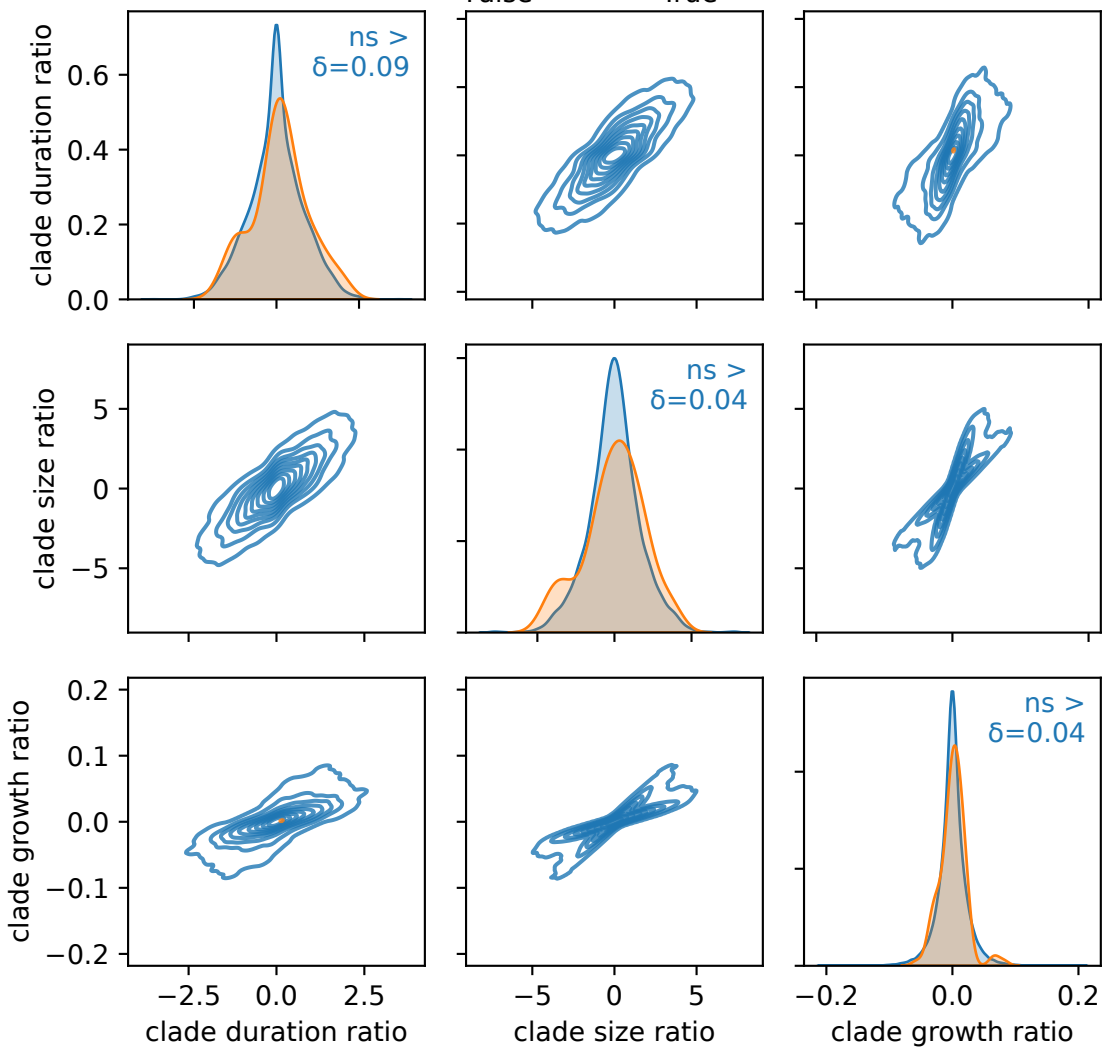 ns >
δ=0.09
clade duration ratio
0.6
0.4
0.2
0.0
ns >
δ=0.04
clade size ratio
5
0
−5
ns >
δ=0.04
clade growth ratio
0.2
0.1
0.0
−0.1
−0.2
−2.5 0.0 2.5
−5 0 5
−0.2 0.0 0.2
clade duration ratio
clade size ratio
clade growth ratio